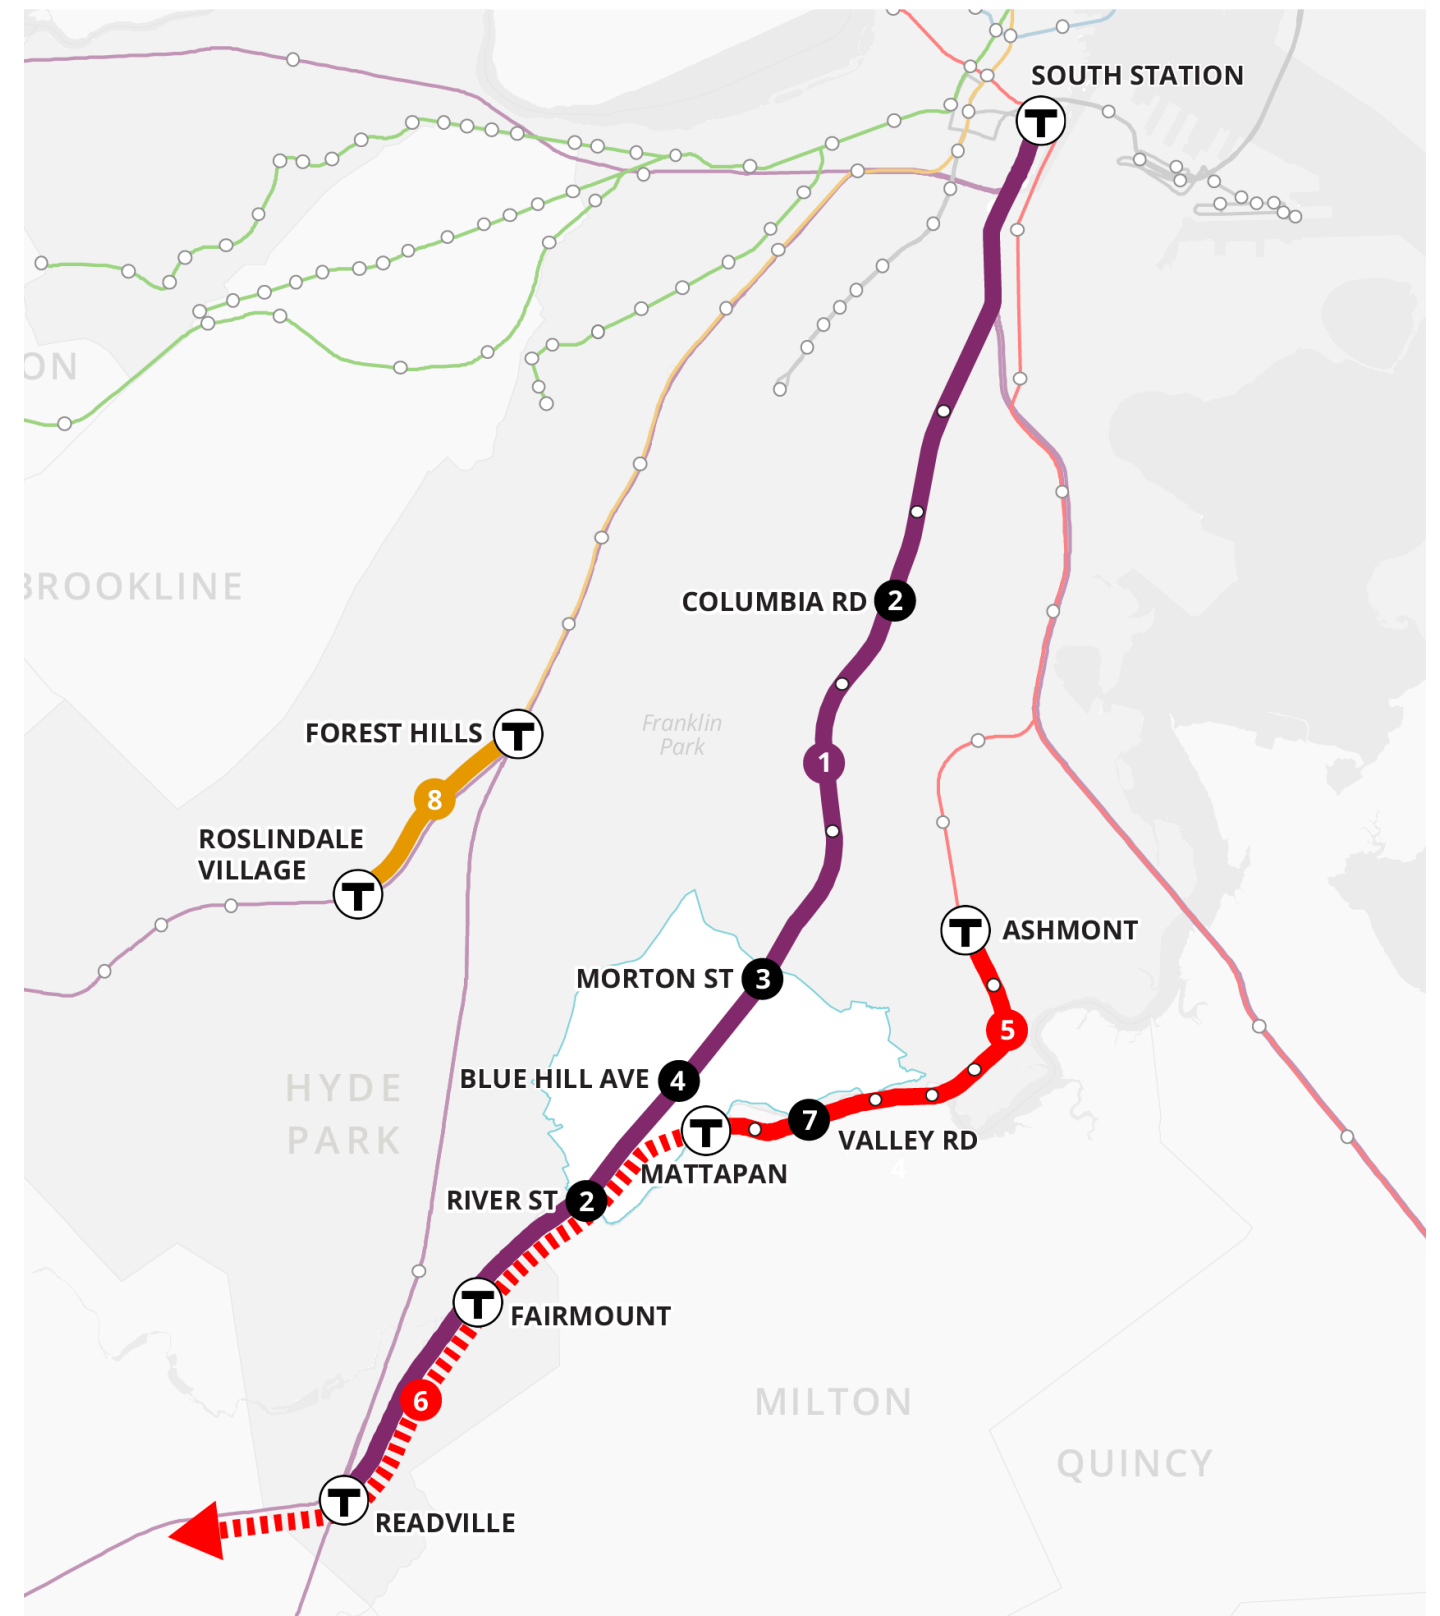 SOUTH STATION
T
ON
BROOKLINE
COLUMBIA RD
2
Franklin
Park
FOREST HILLS
T
1
8
ROSLINDALE
VILLAGE
T
T
ASHMONT
MORTON ST
3
5
HYDE
PARK
BLUE HILL AVE
4
T
MATTAPAN
7
VALLEY RD
4
RIVER ST
2
T
FAIRMOUNT
6
MILTON
QUINCY
T
READVILLE